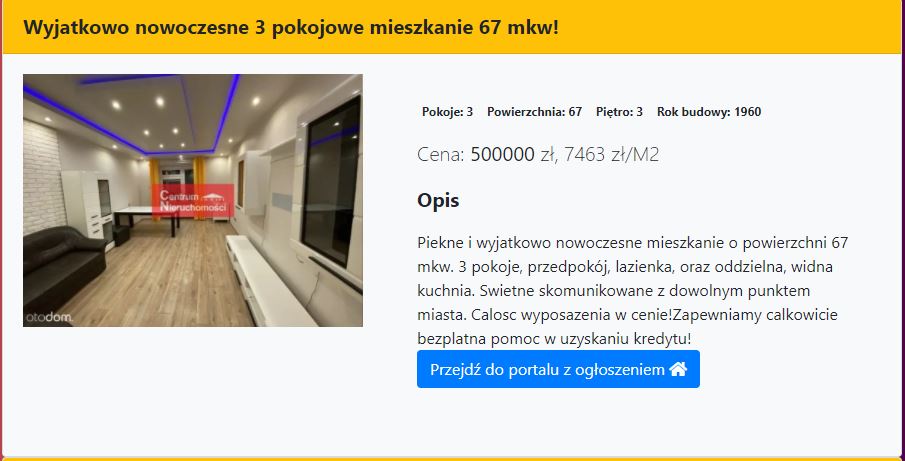 Wyjatkowo nowoczesne 3 pokojowe mieszkanie 67 mkw!
Centrum
Nieruchomości
otodom
Pokoje: 3 Powierzchnia: 67 Piętro: 3 Rok budowy: 1960
Cena: 500000 zł, 7463 zł/M2
Opis
Piekne i wyjatkowo nowoczesne mieszkanie o powierzchni 67
mkw. 3 pokoje, przedpokój, lazienka, oraz oddzielna, widna
kuchnia. Swietne skomunikowane z dowolnym punktem
miasta. Calosc wyposazenia w cenie!Zapewniamy calkowicie
bezplatna pomoc w uzyskaniu kredytu!
Przejdź do portalu z ogłoszeniem